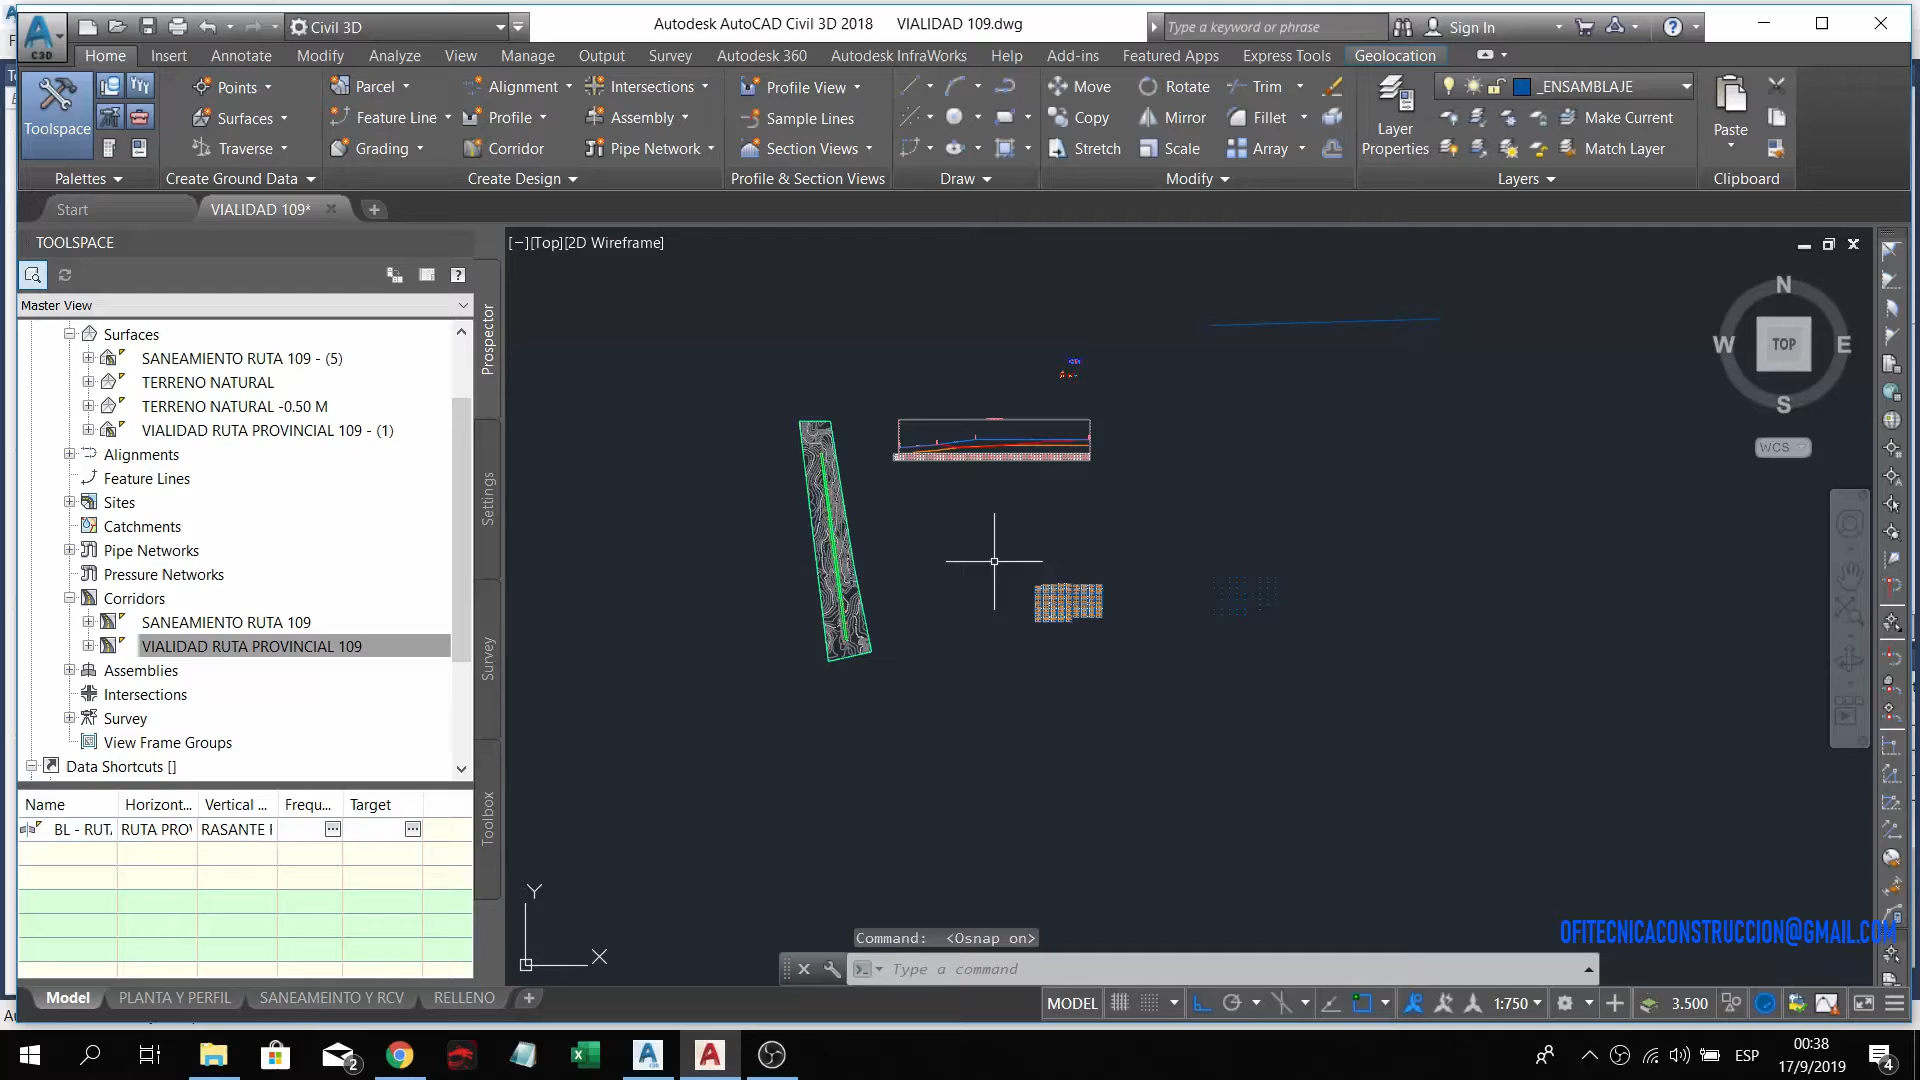 Civil 3D
Autodesk AutoCAD Civil 3D 2018 VIALIDAD 109.dwg
Type a keyword or phrase
Sign In
C3D
Home Insert Annotate Modify Analyze View Manage Output Survey Autodesk 360 Autodesk InfraWorks Help Add-ins Featured Apps Express Tools Geolocation
Points Parcel Alignment Intersections Profile View Move Rotate Trim _ENSAMBLAJE
Toolspace Surfaces Feature Line Profile Assembly Sample Lines Copy Mirror Fillet Layer Properties Make Current Paste
Traverse Grading Corridor Pipe Network Section Views Stretch Scale Array Match Layer
Palettes Create Ground Data Create Design Profile & Section Views Draw Modify Layers Clipboard
Start VIALIDAD 109*
TOOLSPACE
[−][Top][2D Wireframe]
Master View
Surfaces
SANEAMIENTO RUTA 109 - (5)
TERRENO NATURAL
TERRENO NATURAL -0.50 M
VIALIDAD RUTA PROVINCIAL 109 - (1)
Alignments
Feature Lines
Sites
Catchments
Pipe Networks
Pressure Networks
Corridors
SANEAMIENTO RUTA 109
VIALIDAD RUTA PROVINCIAL 109
Assemblies
Intersections
Survey
View Frame Groups
Data Shortcuts []
Prospector
Settings
Survey
Toolbox
N
W TOP E
S
WCS
Name Horizont... Vertical ... Frequ... Target
BL - RUT. RUTA PRO RASANTE
Y
X
OFITECNICACONSTRUCCION@GMAIL.COM
Command: <Osnap on>
Type a command
Model PLANTA Y PERFIL SANEAMEINTO Y RCV RELLENO
MODEL 1:750 3.500
2
ESP
00:38
17/9/2019
4